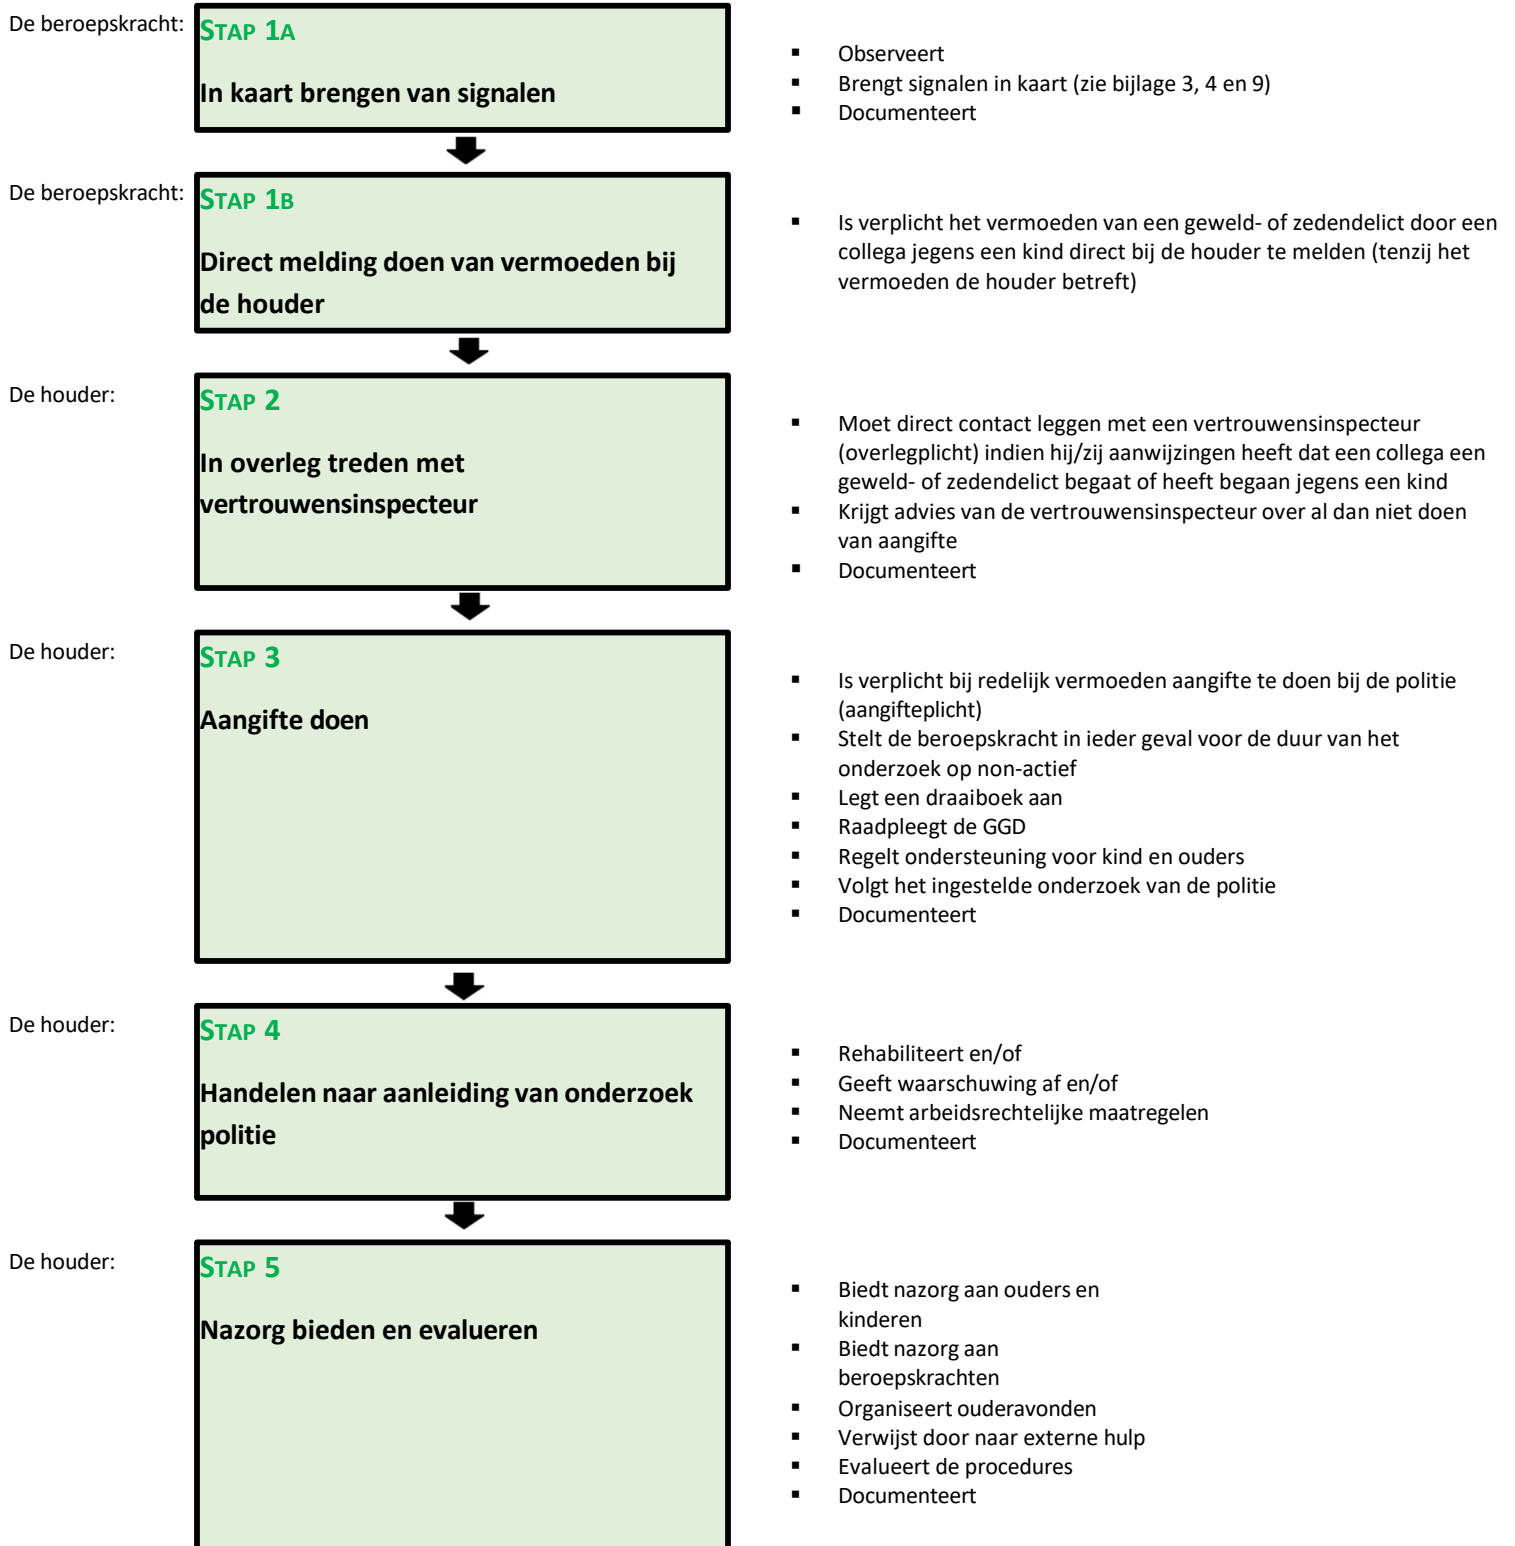 De beroepskracht:
STAP 1A
In kaart brengen van signalen
▪ Observeert
▪ Brengt signalen in kaart (zie bijlage 3, 4 en 9)
▪ Documenteert
De beroepskracht:
STAP 1B
Direct melding doen van vermoeden bij
de houder
▪ Is verplicht het vermoeden van een geweld- of zedendelict door een
collega jegens een kind direct bij de houder te melden (tenzij het
vermoeden de houder betreft)
De houder:
STAP 2
In overleg treden met
vertrouwensinspecteur
▪ Moet direct contact leggen met een vertrouwensinspecteur
(overlegplicht) indien hij/zij aanwijzingen heeft dat een collega een
geweld- of zedendelict begaat of heeft begaan jegens een kind
▪ Krijgt advies van de vertrouwensinspecteur over al dan niet doen
van aangifte
▪ Documenteert
De houder:
STAP 3
Aangifte doen
▪ Is verplicht bij redelijk vermoeden aangifte te doen bij de politie
(aangifteplicht)
▪ Stelt de beroepskracht in ieder geval voor de duur van het
onderzoek op non-actief
▪ Legt een draaiboek aan
▪ Raadpleegt de GGD
▪ Regelt ondersteuning voor kind en ouders
▪ Volgt het ingestelde onderzoek van de politie
▪ Documenteert
De houder:
STAP 4
Handelen naar aanleiding van onderzoek
politie
▪ Rehabiliteert en/of
▪ Geeft waarschuwing af en/of
▪ Neemt arbeidsrechtelijke maatregelen
▪ Documenteert
De houder:
STAP 5
Nazorg bieden en evalueren
▪ Biedt nazorg aan ouders en
kinderen
▪ Biedt nazorg aan
beroepskrachten
▪ Organiseert ouderavonden
▪ Verwijst door naar externe hulp
▪ Evalueert de procedures
▪ Documenteert